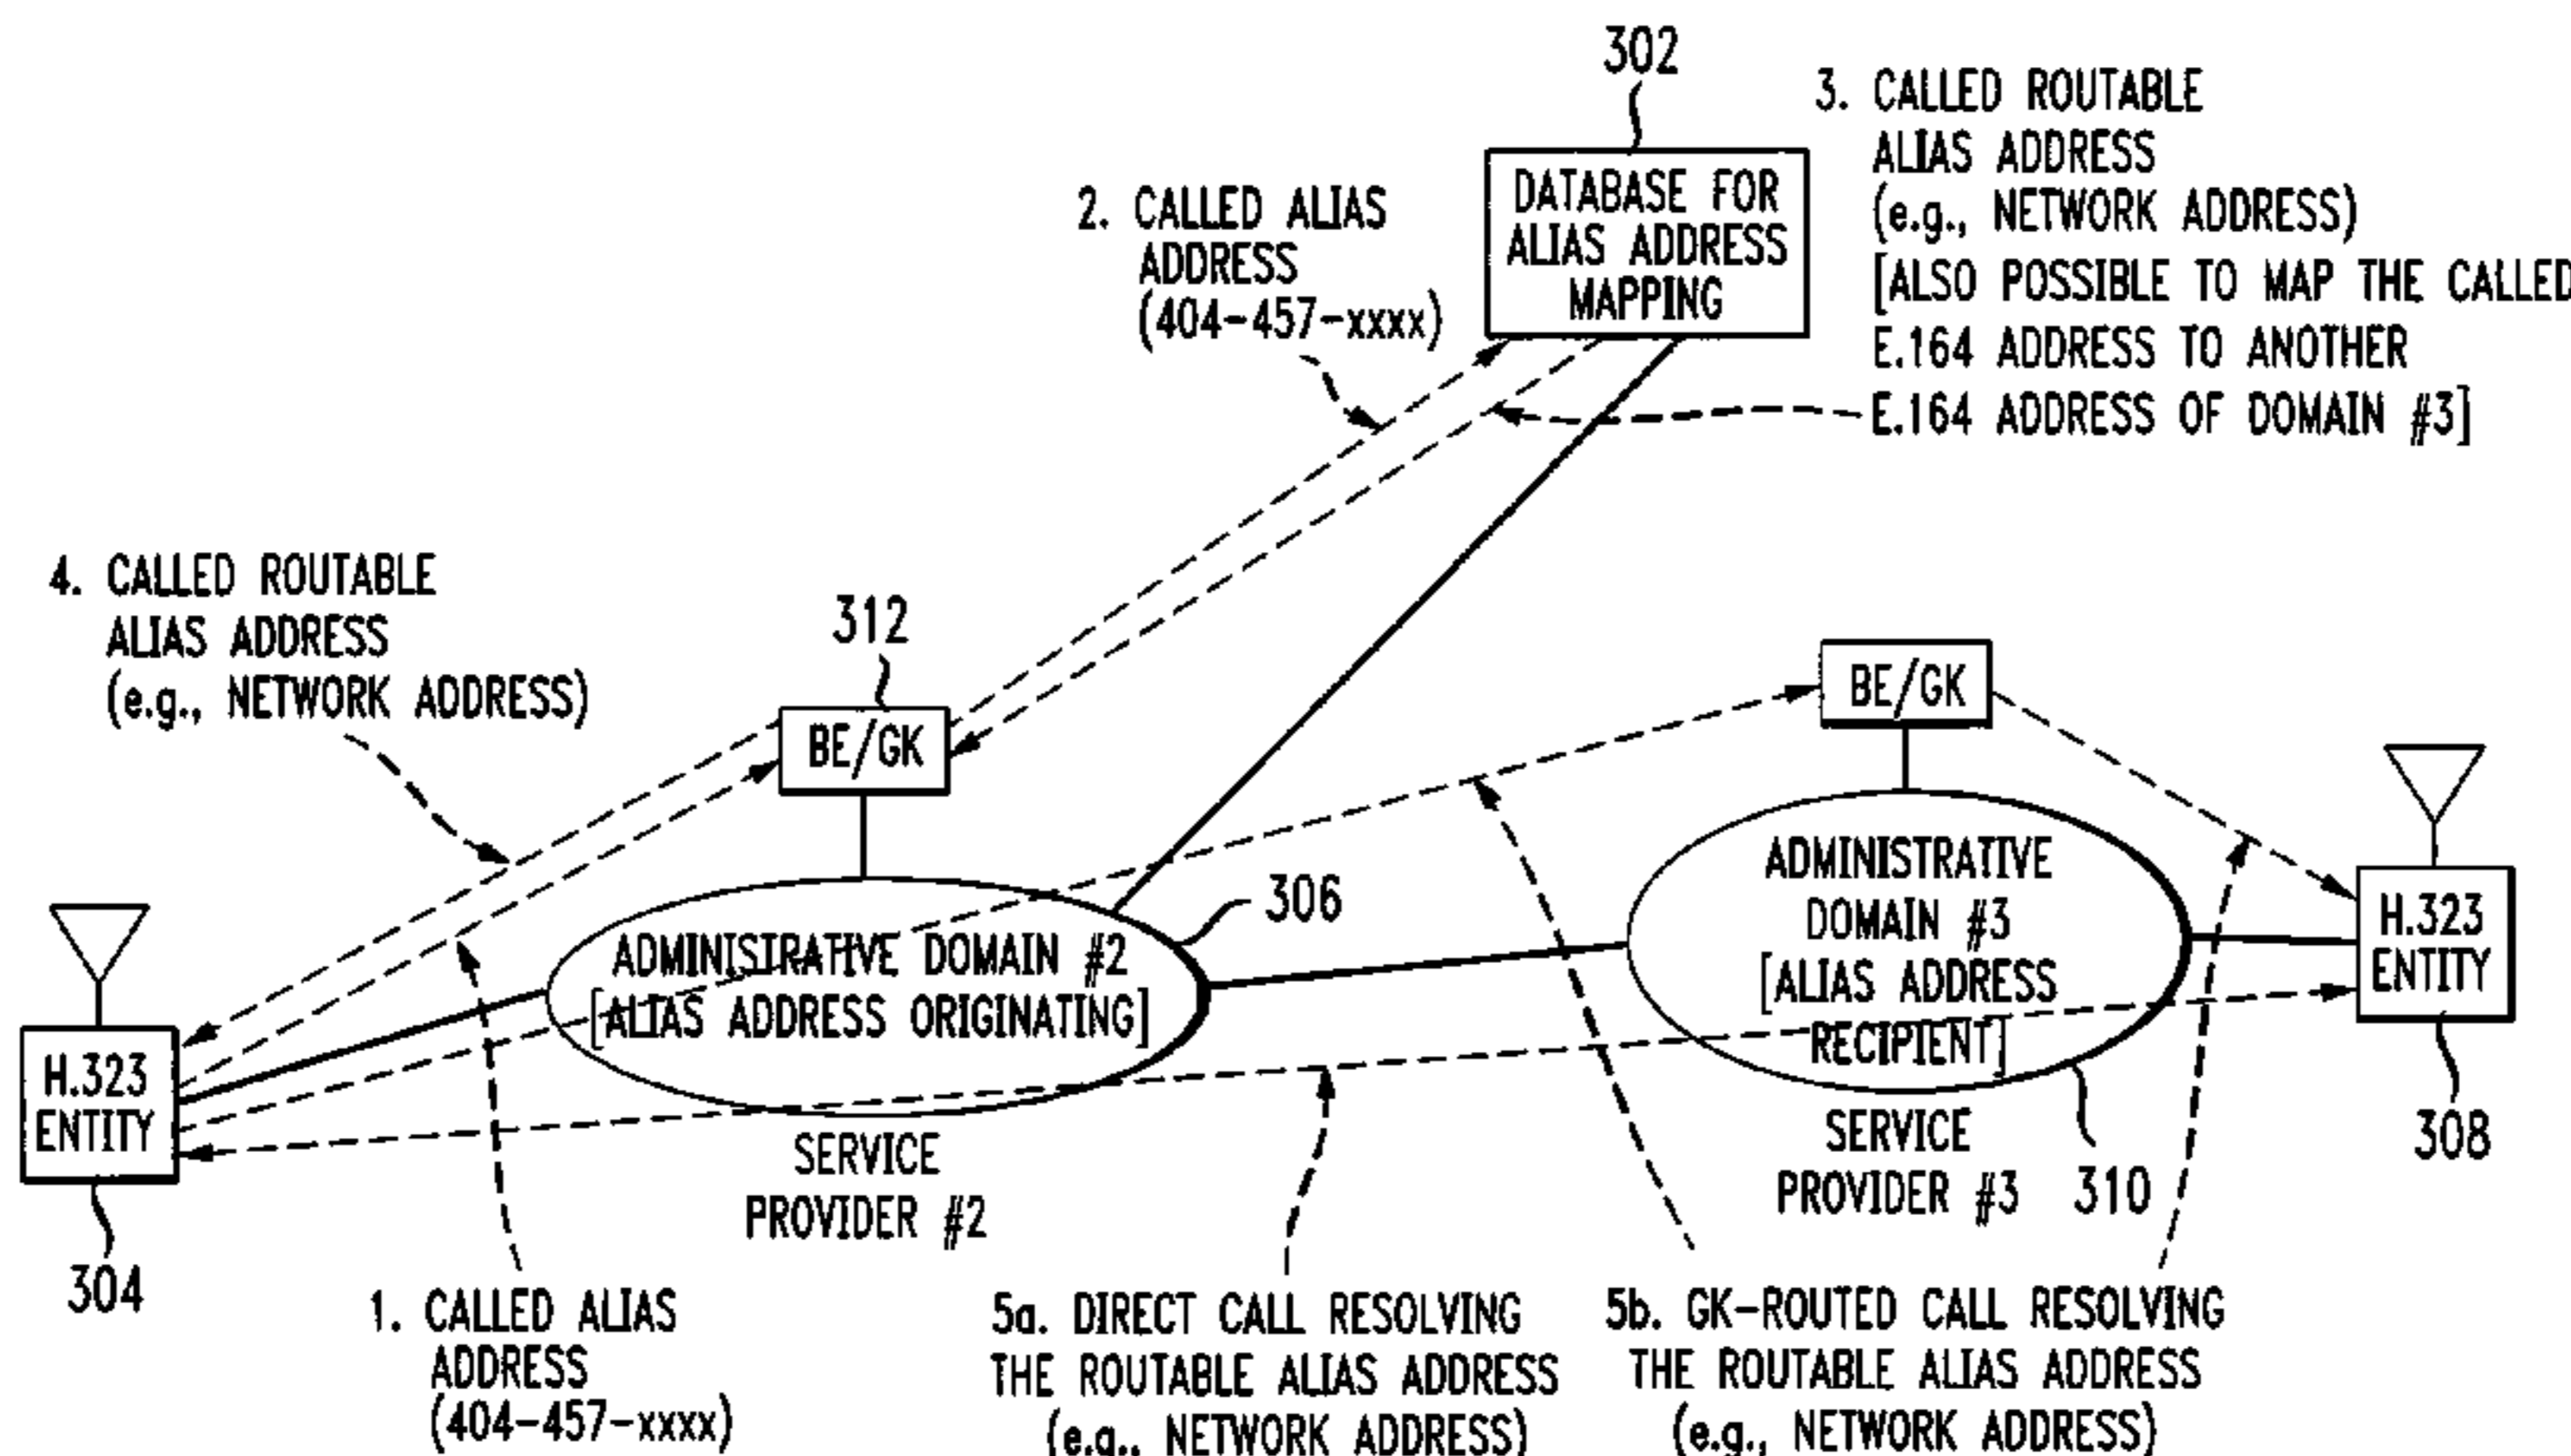 302
3. CALLED ROUTABLE
ALIAS ADDRESS
(e.g., NETWORK ADDRESS)
[ALSO POSSIBLE TO MAP THE CALLED
E.164 ADDRESS TO ANOTHER
E.164 ADDRESS OF DOMAIN #3]
DATABASE FOR
ALIAS ADDRESS
MAPPING
2. CALLED ALIAS
ADDRESS
(404-457-xxxx)
4. CALLED ROUTABLE
ALIAS ADDRESS
(e.g., NETWORK ADDRESS)
312
BE/GK
BE/GK
306
ADMINISTRATIVE DOMAIN #2
[ALIAS ADDRESS ORIGINATING]
ADMINISTRATIVE
DOMAIN #3
[ALIAS ADDRESS
RECIPIENT]
H.323
ENTITY
H.323
ENTITY
308
304
SERVICE
PROVIDER #2
SERVICE
PROVIDER #3
310
1. CALLED ALIAS
ADDRESS
(404-457-xxxx)
5a. DIRECT CALL RESOLVING
THE ROUTABLE ALIAS ADDRESS
(e.g., NETWORK ADDRESS)
5b. GK-ROUTED CALL RESOLVING
THE ROUTABLE ALIAS ADDRESS
(e.g., NETWORK ADDRESS)